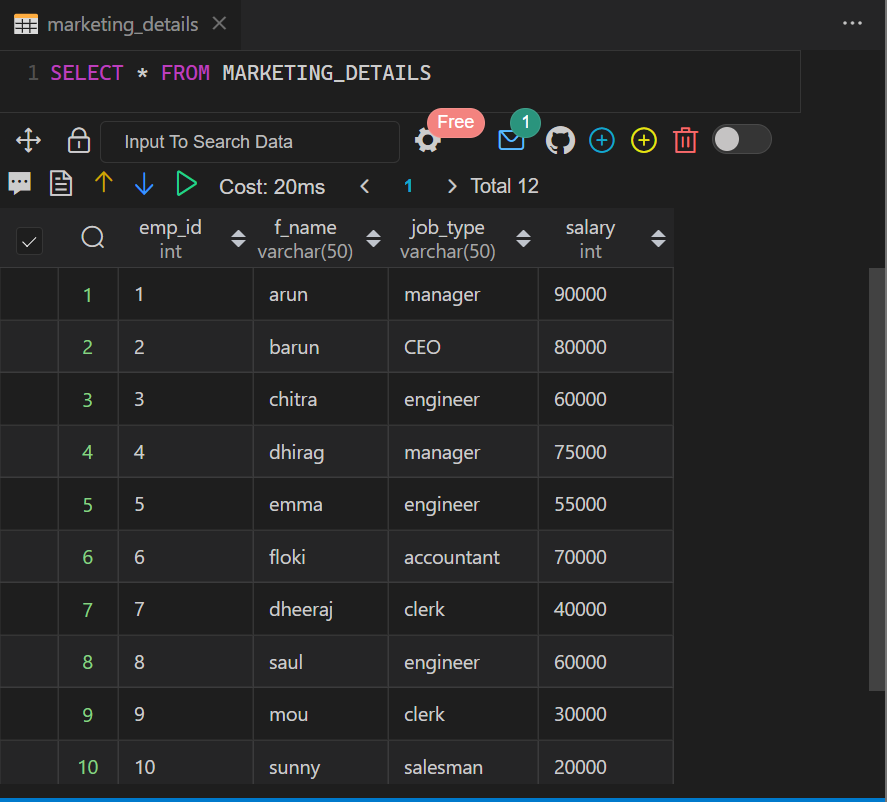 marketing_details
1 SELECT * FROM MARKETING_DETAILS
Input To Search Data Free 1
Cost: 20ms 1 Total 12
emp_id f_name job_type salary
int varchar(50) varchar(50) int
1 1 arun manager 90000
2 2 barun CEO 80000
3 3 chitra engineer 60000
4 4 dhirag manager 75000
5 5 emma engineer 55000
6 6 floki accountant 70000
7 7 dheeraj clerk 40000
8 8 saul engineer 60000
9 9 mou clerk 30000
10 10 sunny salesman 20000